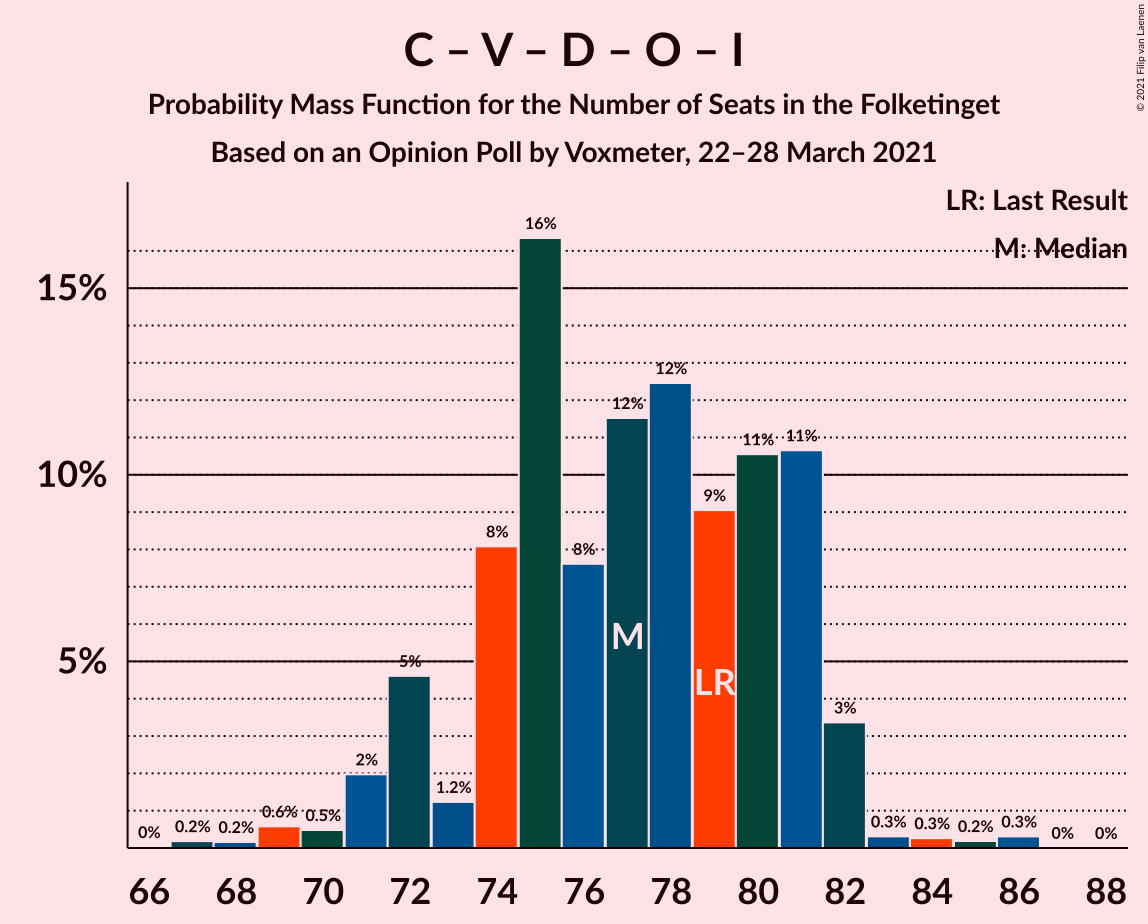 C – V – D – O – I
Probability Mass Function for the Number of Seats in the Folketinget
Based on an Opinion Poll by Voxmeter, 22–28 March 2021
© 2021 Filip van Laenen
LR: Last Result
M: Median
15%
10%
5%
0%
0.2%
0.2%
0.6%
0.5%
2%
5%
1.2%
8%
16%
8%
12%
12%
9%
11%
11%
3%
0.3%
0.3%
0.2%
0.3%
0%
0%
M
LR
66 68 70 72 74 76 78 80 82 84 86 88